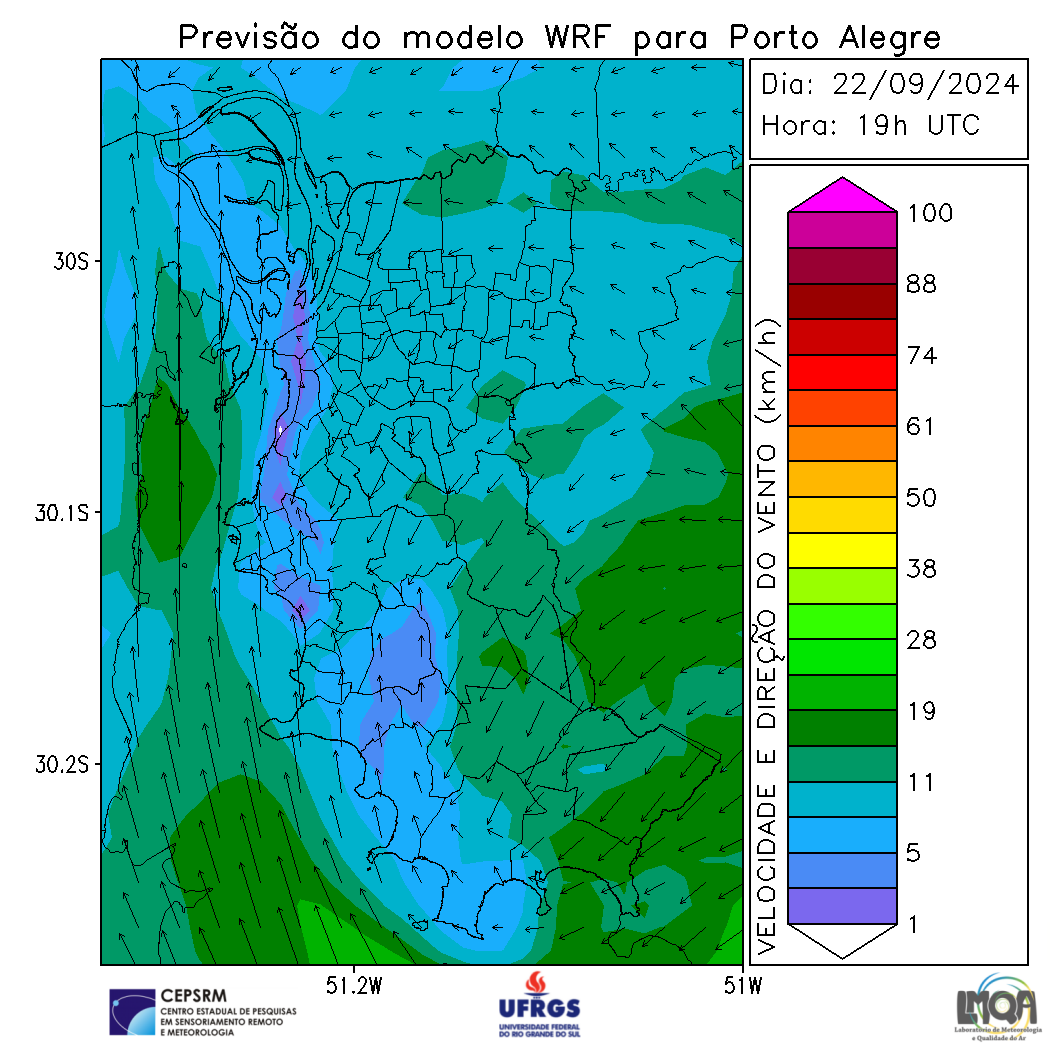 Previsão do modelo WRF para Porto Alegre
Dia: 22/09/2024
Hora: 19h UTC
30S
30.1S
30.2S
51.2W
51W
VELOCIDADE E DIREÇÃO DO VENTO (km/h)
100
88
74
61
50
38
28
19
11
5
1
CEPSRM
CENTRO ESTADUAL DE PESQUISAS
EM SENSORIAMENTO REMOTO
E METEOROLOGIA
UFRGS
UNIVERSIDADE FEDERAL
DO RIO GRANDE DO SUL
LMQA
Laboratório de Meteorologia
e Qualidade do Ar